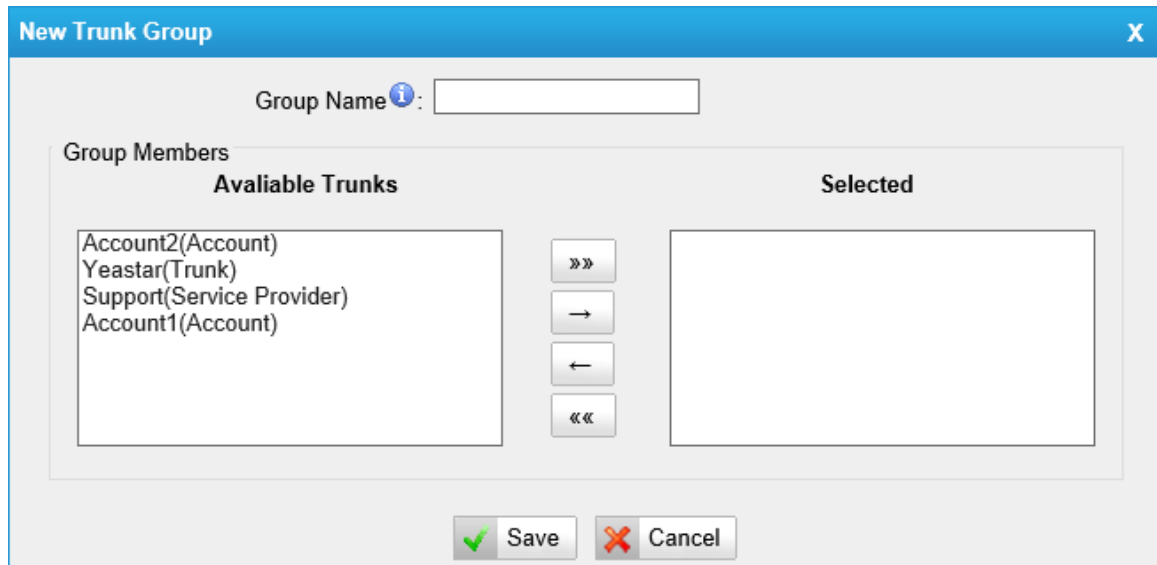 New Trunk Group X
Group Name i :
Group Members
Avaliable Trunks Selected
Account2(Account)
Yeastar(Trunk)
Support(Service Provider)
Account1(Account)
»»
→
←
««
Save Cancel